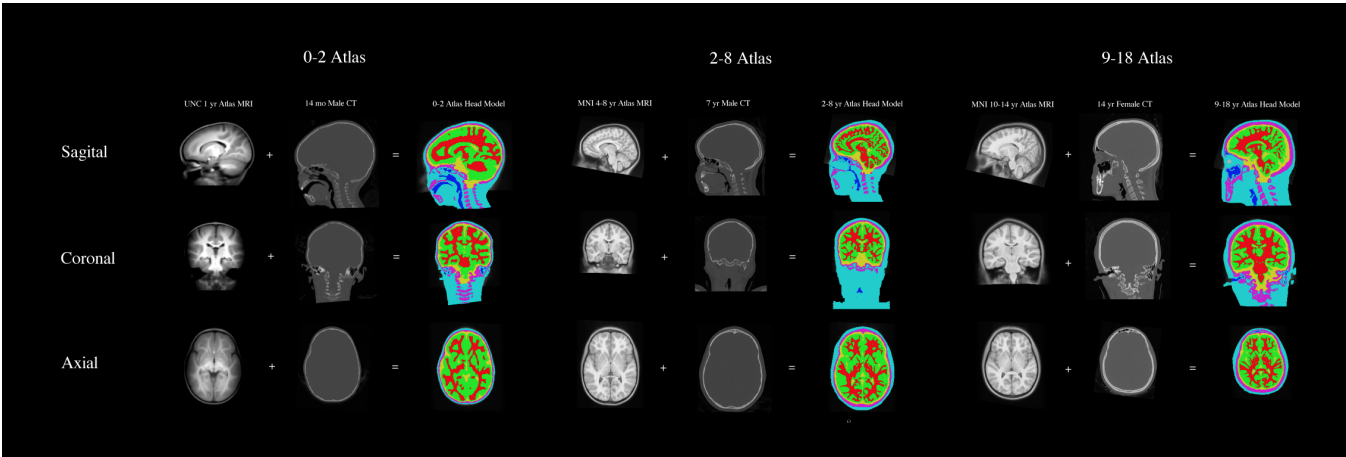 0-2 Atlas 2-8 Atlas 9-18 Atlas
UNC 1 yr Atlas MRI 14 mo Male CT 0-2 Atlas Head Model MNI 4-8 yr Atlas MRI 7 yr Male CT 2-8 yr Atlas Head Model MNI 10-14 yr Atlas MRI 14 yr Female CT 9-18 yr Atlas Head Model
Sagital + = + = + =
Coronal + = + = + =
Axial + = + = + =